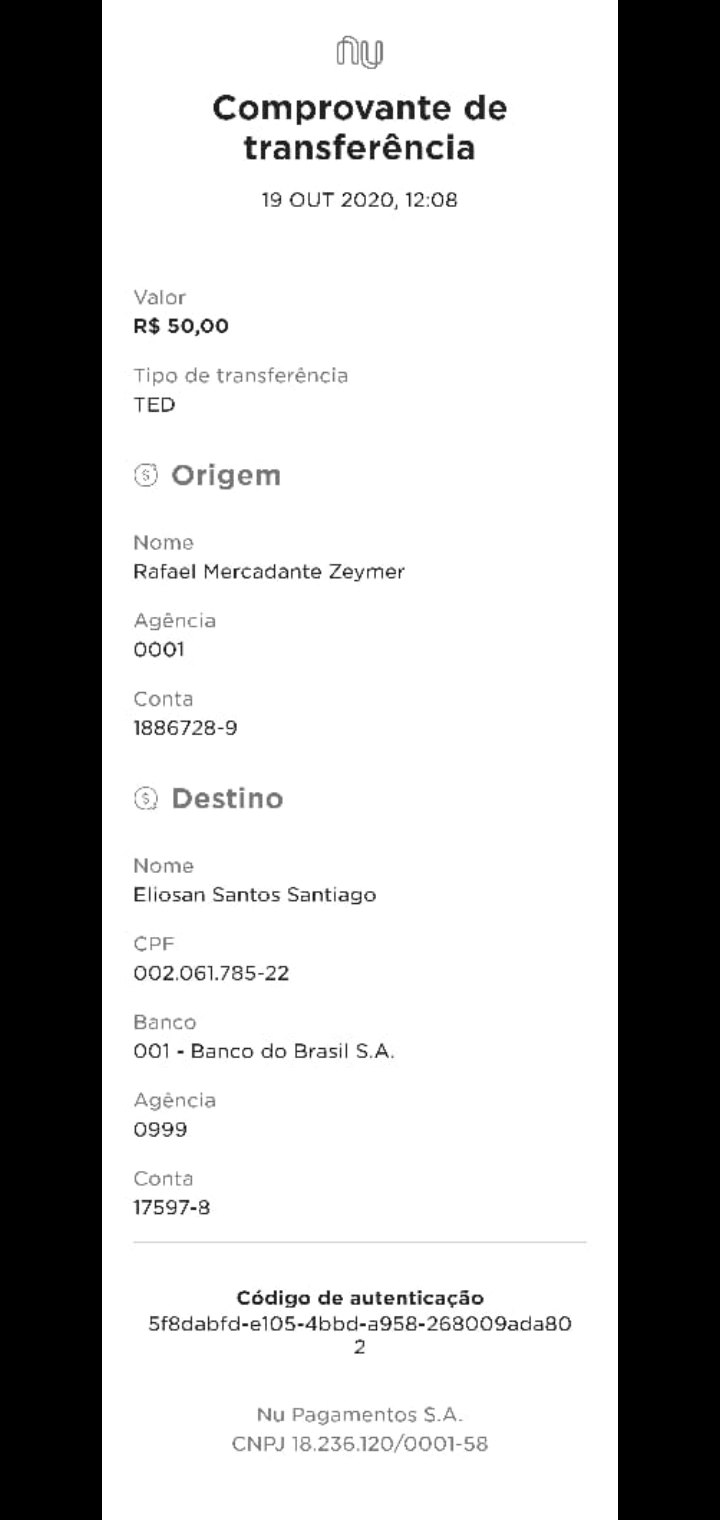 nu
Comprovante de
transferência
19 OUT 2020, 12:08
Valor
R$ 50,00
Tipo de transferência
TED
Origem
Nome
Rafael Mercadante Zeymer
Agência
0001
Conta
1886728-9
Destino
Nome
Eliosan Santos Santiago
CPF
002.061.785-22
Banco
001 - Banco do Brasil S.A.
Agência
0999
Conta
17597-8
Código de autenticação
5f8dabfd-e105-4bbd-a958-268009ada80
2
Nu Pagamentos S.A.
CNPJ 18.236.120/0001-58